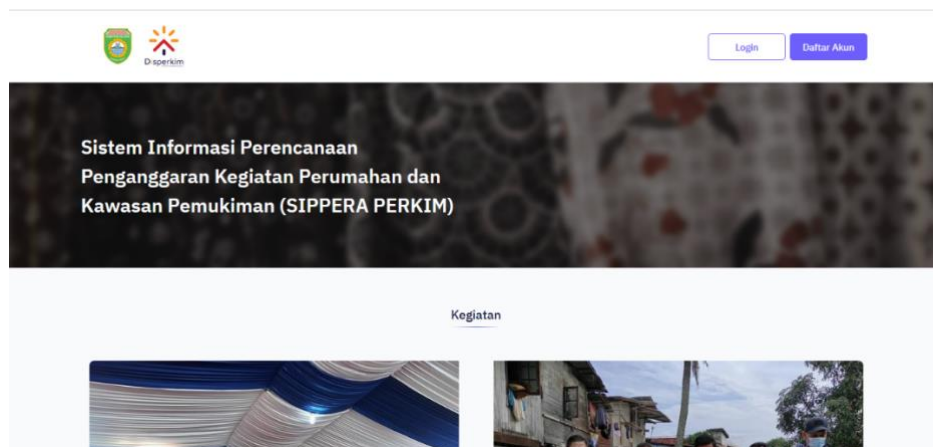 Disperkim
Login
Daftar Akun
Sistem Informasi Perencanaan
Penganggaran Kegiatan Perumahan dan
Kawasan Pemukiman (SIPPERA PERKIM)
Kegiatan